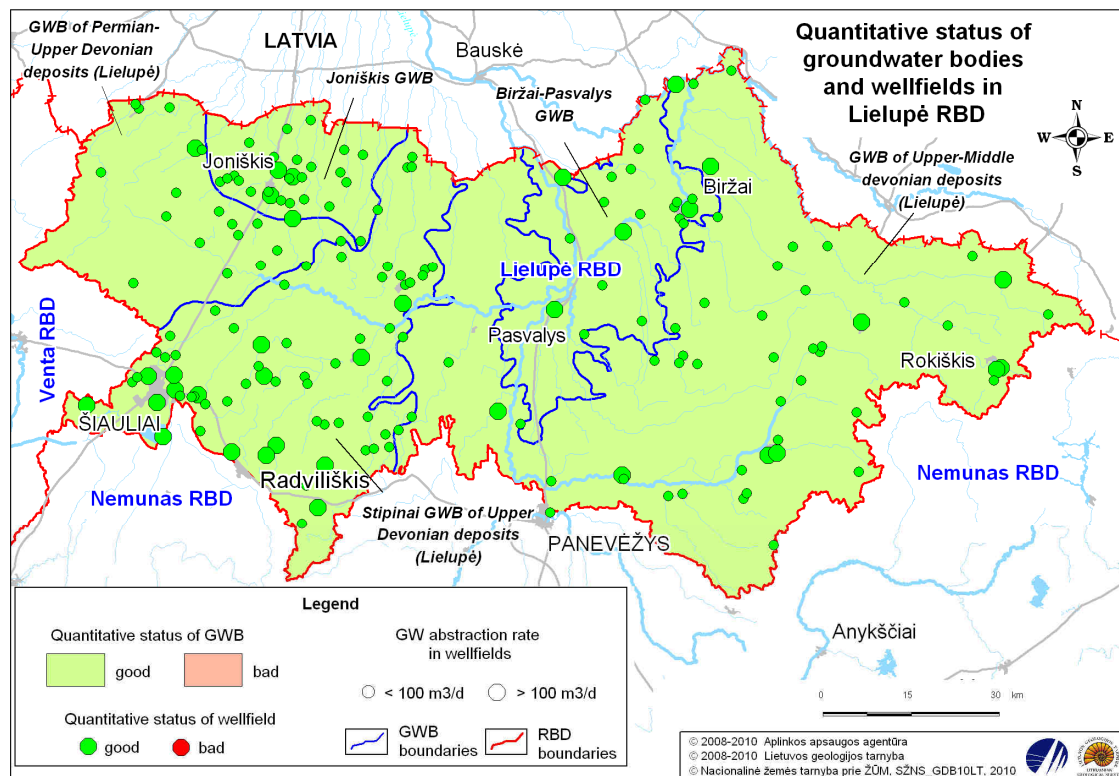 Quantitative status of
groundwater bodies
and wellfields in
Lielupė RBD
N
W
E
S
GWB of Permian-
Upper Devonian
deposits (Lielupė)
LATVIA
Bauskė
Joniškis GWB
Biržai-Pasvalys
GWB
GWB of Upper-Middle
devonian deposits
(Lielupė)
Joniškis
Biržai
Lielupė RBD
Venta RBD
Pasvalys
Rokiškis
ŠIAULIAI
Radviliškis
Nemunas RBD
Nemunas RBD
Stipinai GWB of Upper
Devonian deposits
(Lielupė)
PANEVĖŽYS
Anykščiai
Legend
Quantitative status of GWB
good
bad
Quantitative status of wellfield
good
bad
GW abstraction rate
in wellfields
< 100 m3/d
> 100 m3/d
GWB
boundaries
RBD
boundaries
0 15 30 km
© 2008-2010 Aplinkos apsaugos agentūra
© 2008-2010 Lietuvos geologijos tarnyba
© Nacionalinė žemės tarnyba prie ŽŪM, SŽNS_GDB10LT, 2010